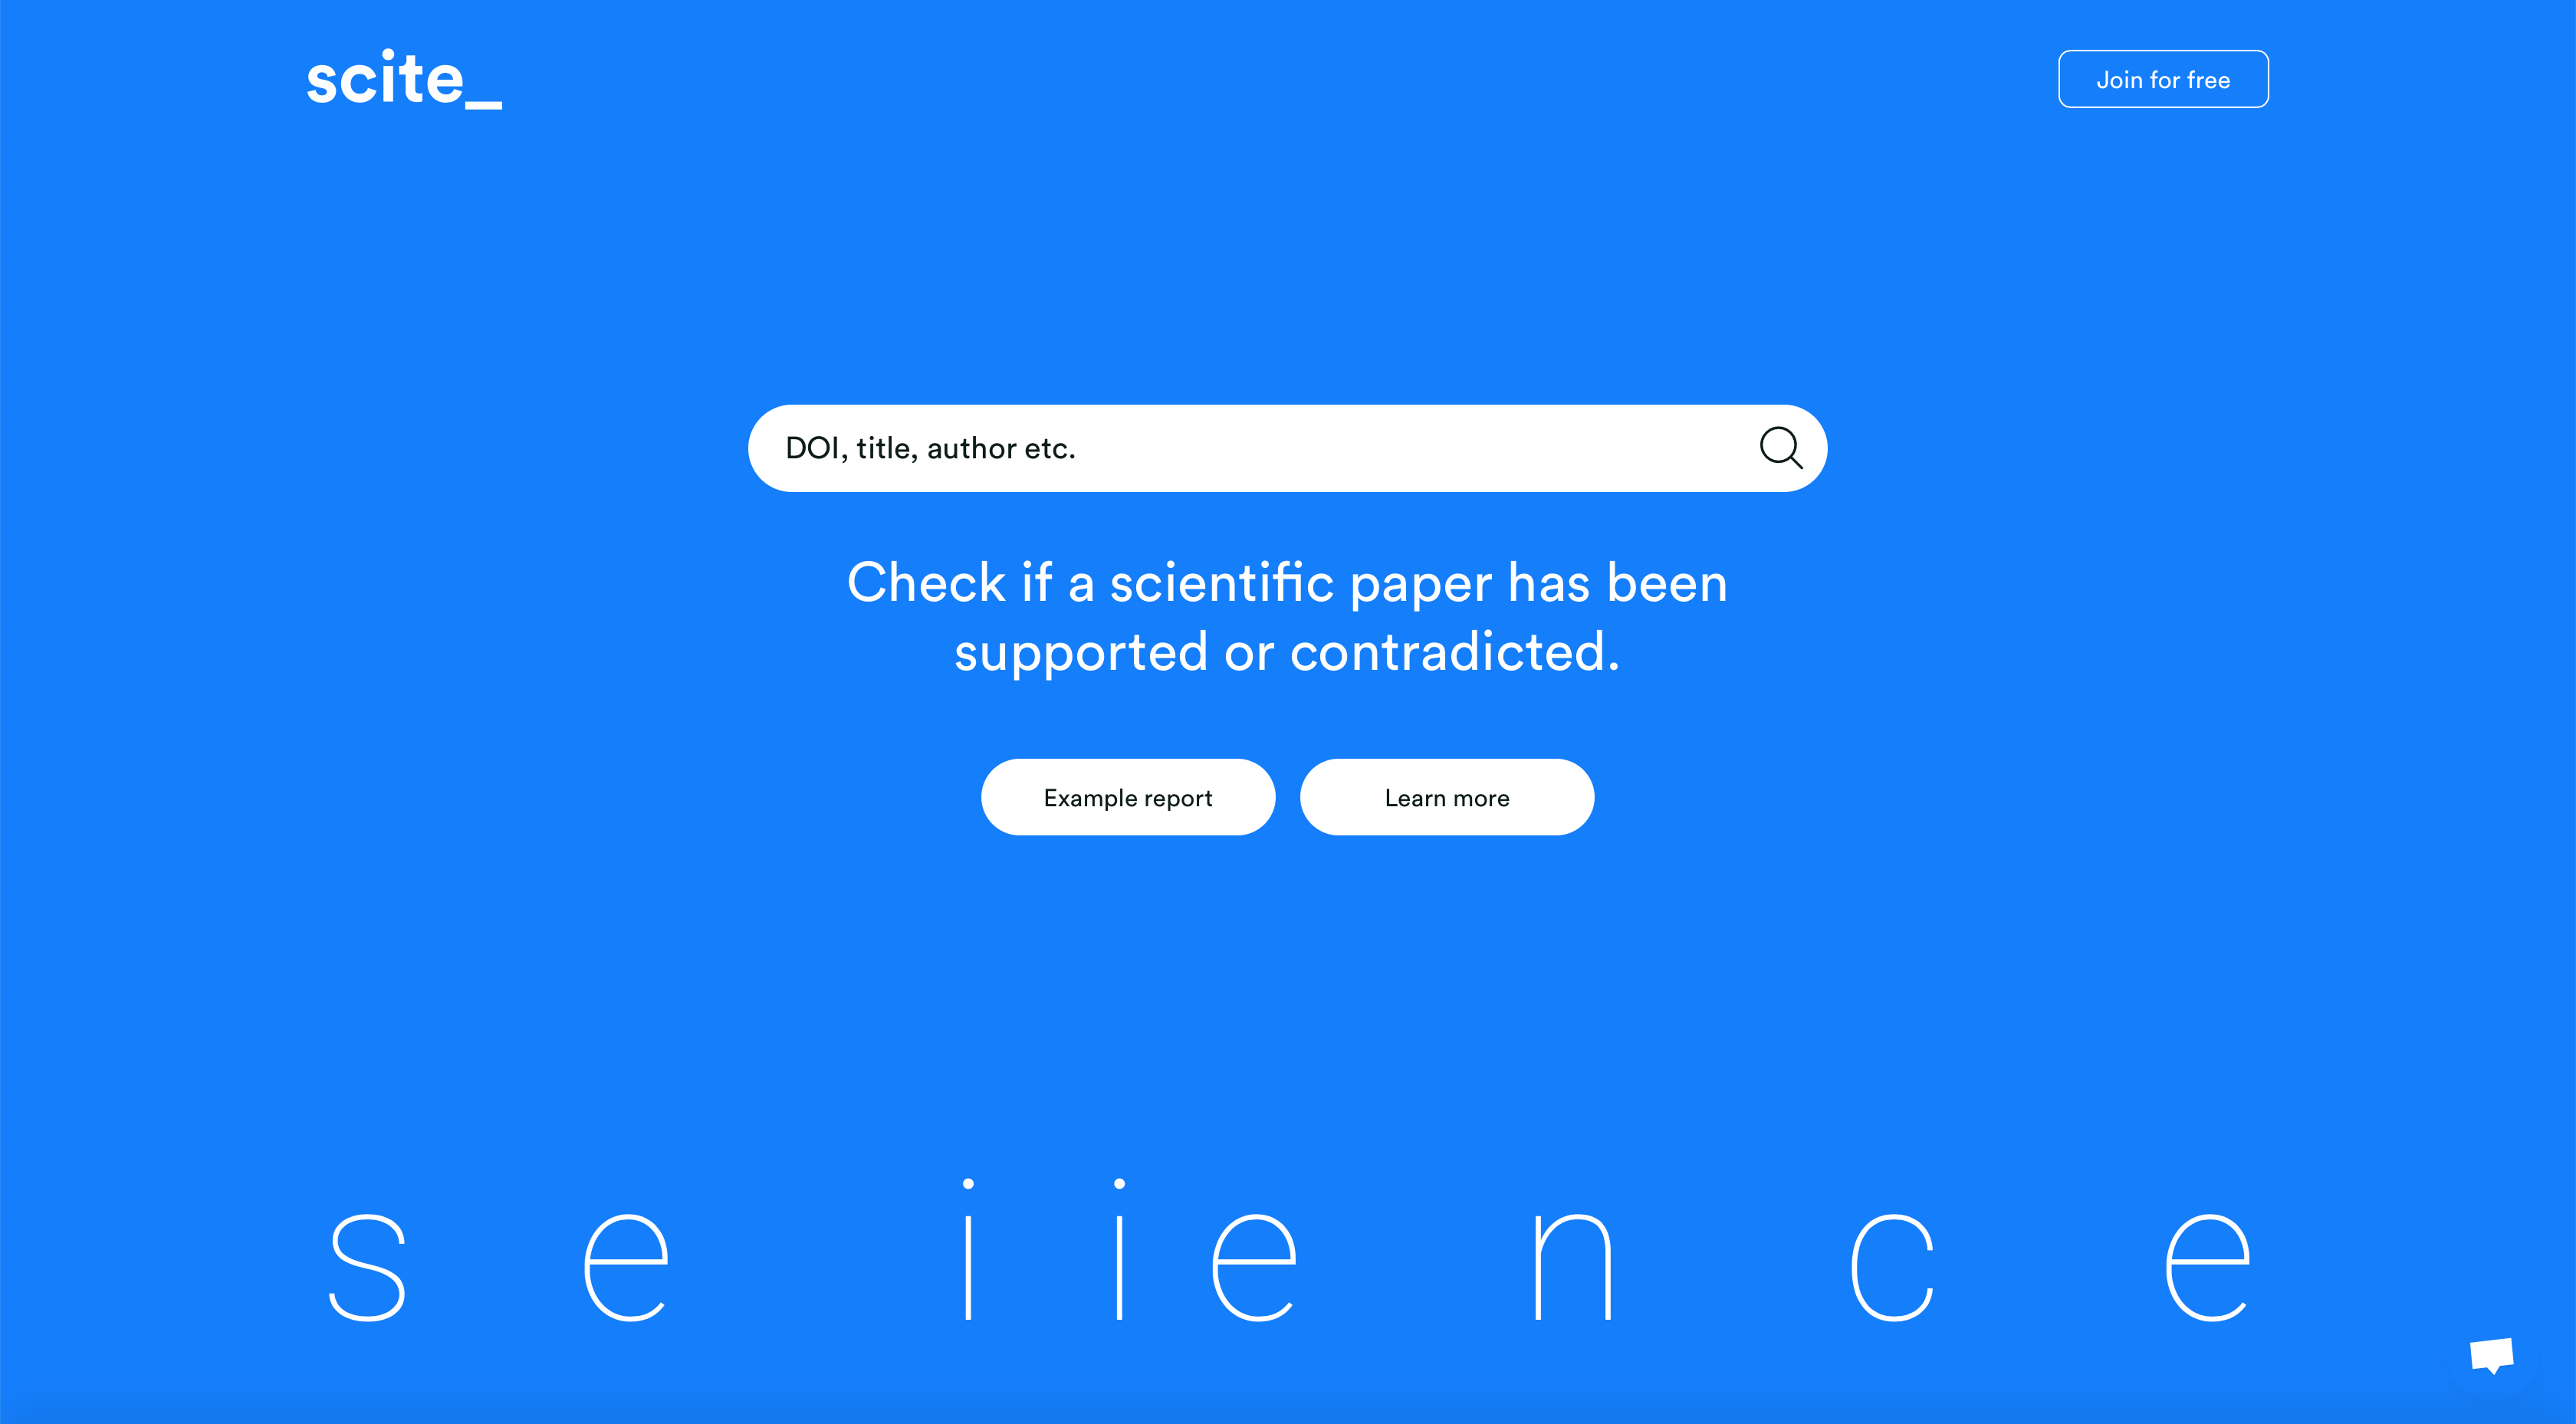 scite_
Join for free
DOI, title, author etc.
Check if a scientific paper has been
supported or contradicted.
Example report
Learn more
s e i i e n c e